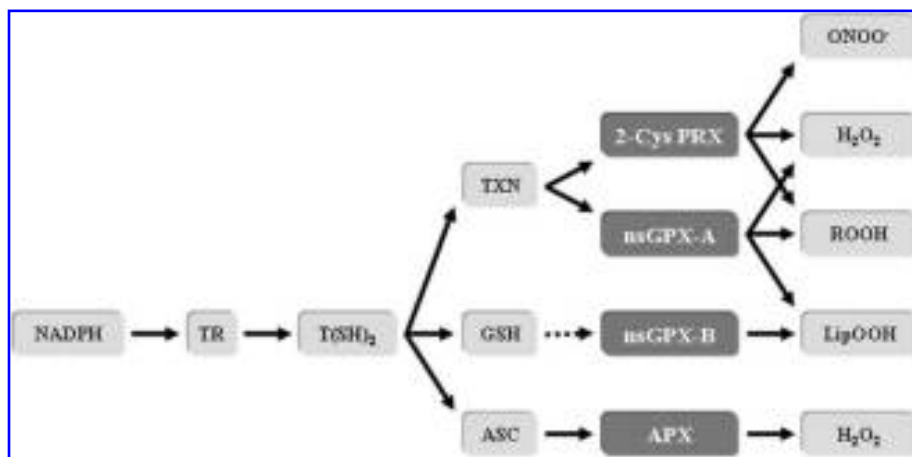 ONOO-
2-Cys PRX
H₂O₂
TXN
nsGPX-A
ROOH
NADPH
TR
T(SH)₂
GSH
nsGPX-B
LipOOH
ASC
APX
H₂O₂